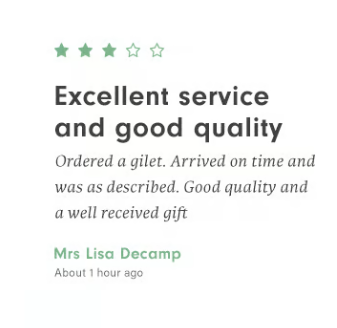 Excellent service
and good quality
Ordered a gilet. Arrived on time and
was as described. Good quality and
a well received gift
Mrs Lisa Decamp
About 1 hour ago